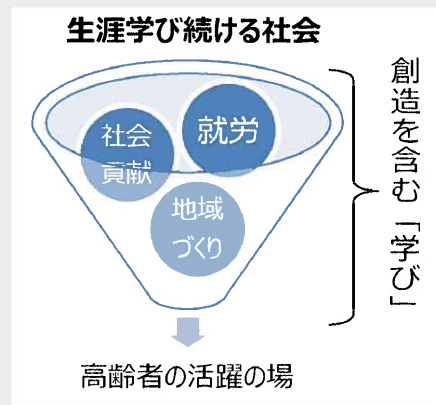 生涯学び続ける社会
社会
貢献
就労
地域
づくり
創造を含む「学び」
高齢者の活躍の場